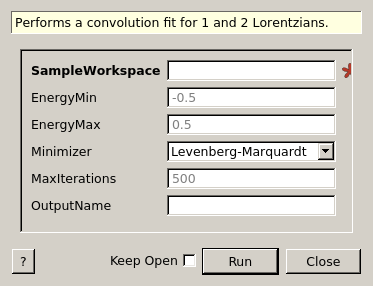 Performs a convolution fit for 1 and 2 Lorentzians.
SampleWorkspace
EnergyMin -0.5
EnergyMax 0.5
Minimizer Levenberg-Marquardt
MaxIterations 500
OutputName
? Keep Open Run Close